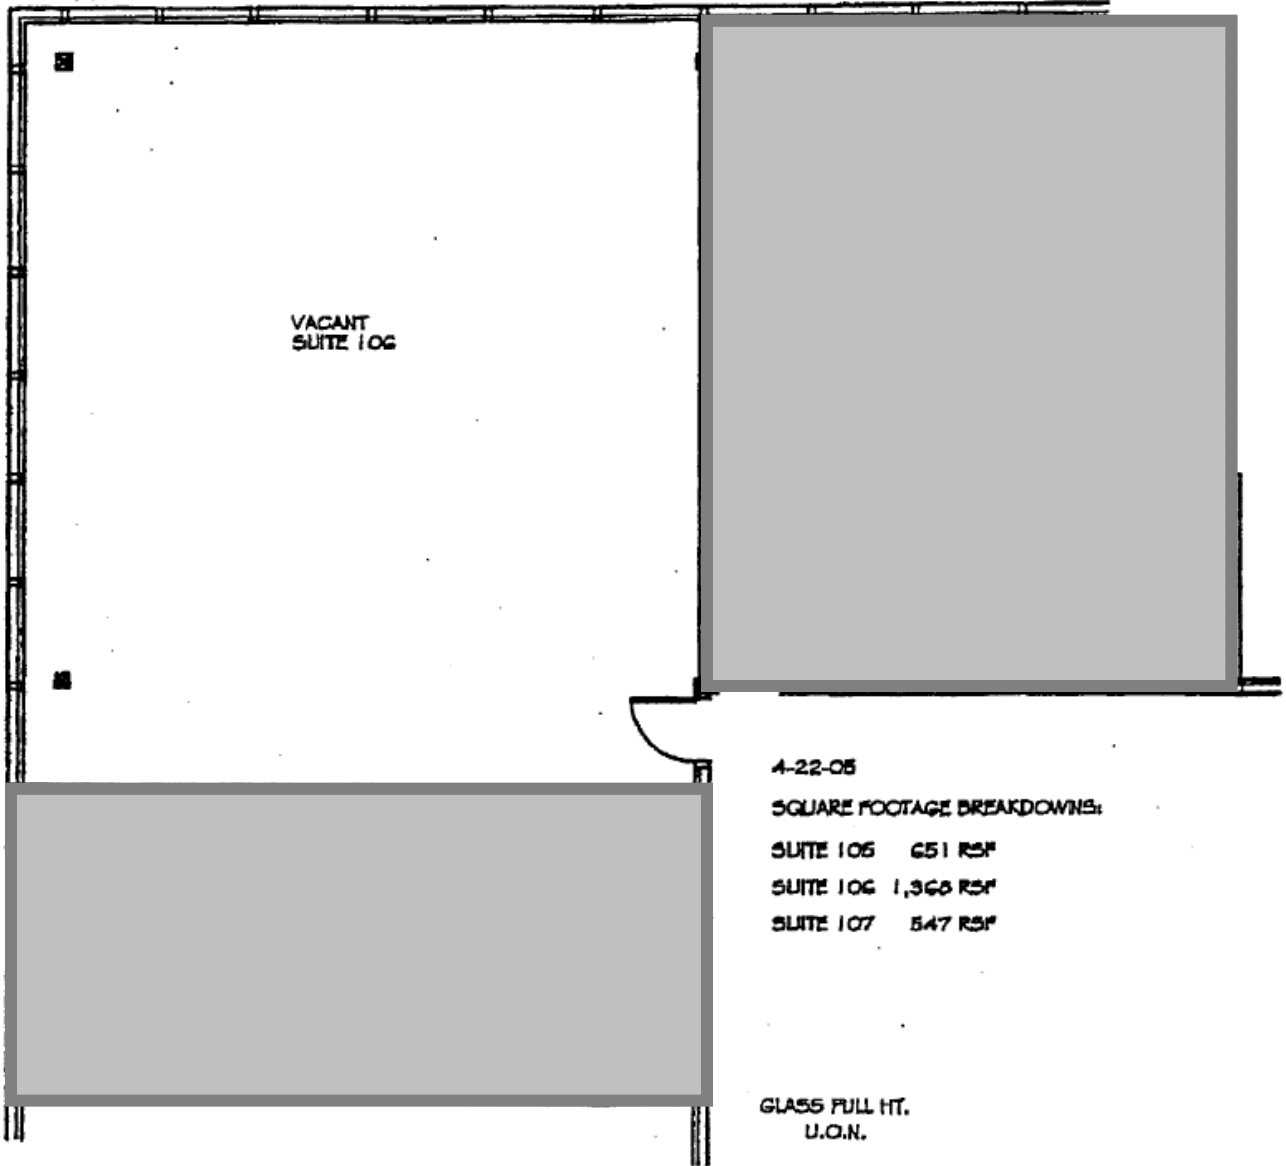 VACANT
SUITE 106
4-22-05
SQUARE FOOTAGE BREAKDOWNS:
SUITE 105 651 RSF
SUITE 106 1,368 RSF
SUITE 107 547 RSF
GLASS FULL HT.
U.O.N.